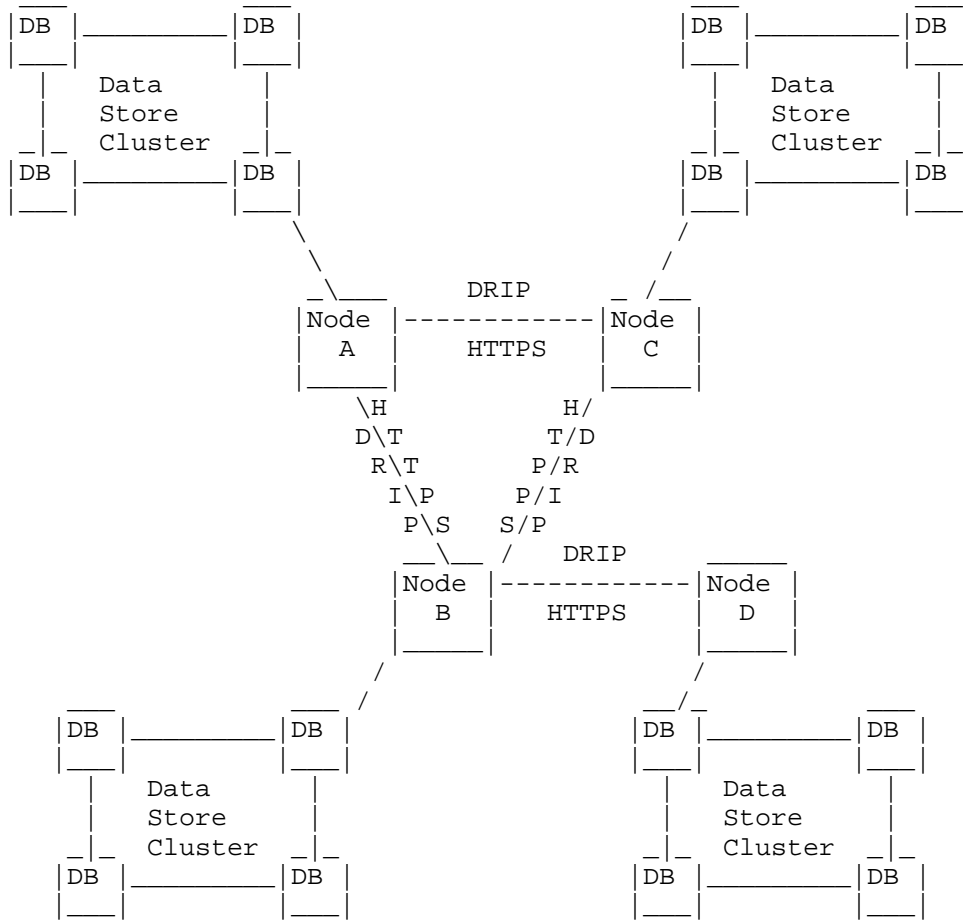 DB DB DB DB
Data Data
Store Store
Cluster Cluster
DB DB DB DB
DRIP
Node Node
A HTTPS C
H H
D T T D
R T P R
I P P I
P S S P
DRIP
Node Node
B HTTPS D
DB DB DB DB
Data Data
Store Store
Cluster Cluster
DB DB DB DB